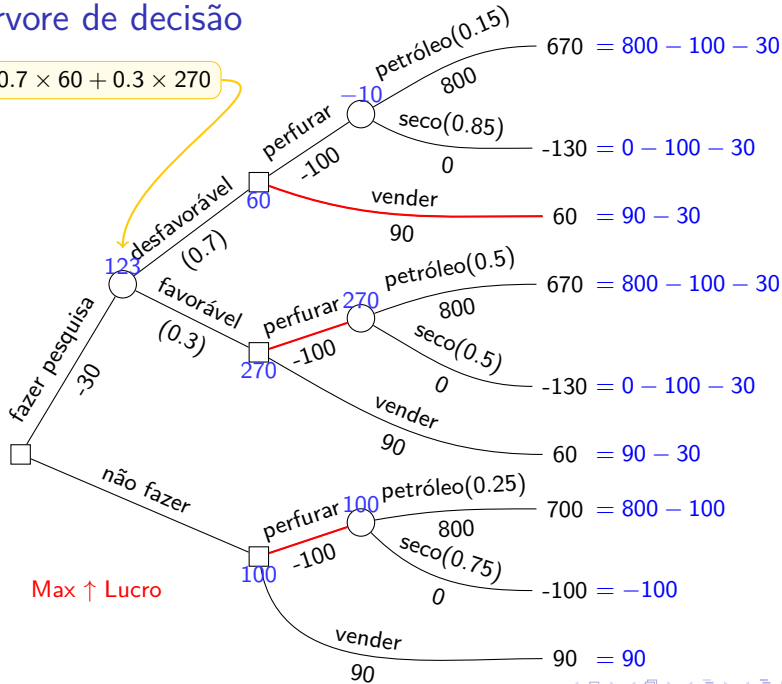 rvore de decisão
0.7 × 60 + 0.3 × 270
petróleo(0.15)
800
670 = 800 − 100 − 30
−10
perfurar
-100
seco(0.85)
0
-130 = 0 − 100 − 30
desfavorável
(0.7)
60
vender
90
60 = 90 − 30
123
petróleo(0.5)
800
670 = 800 − 100 − 30
favorável
(0.3)
perfurar
-100
270
270
seco(0.5)
0
-130 = 0 − 100 − 30
fazer pesquisa
-30
vender
90
60 = 90 − 30
não fazer
petróleo(0.25)
800
700 = 800 − 100
perfurar
-100
100
100
seco(0.75)
0
-100 = −100
Max ↑ Lucro
vender
90
90 = 90